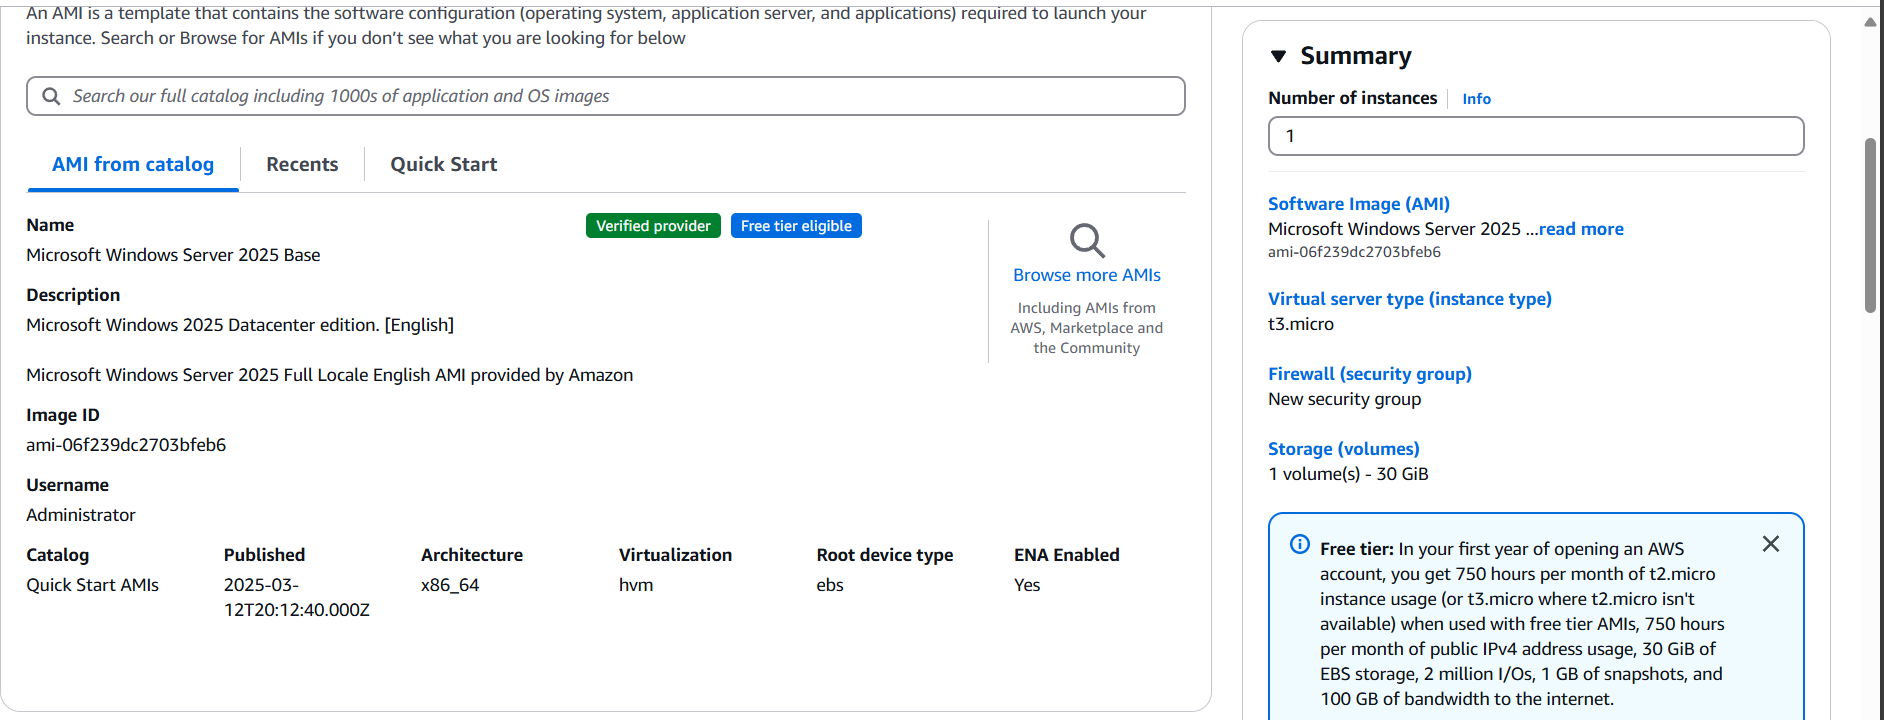 An AMI is a template that contains the software configuration (operating system, application server, and applications) required to launch your
instance. Search or Browse for AMIs if you don’t see what you are looking for below
Search our full catalog including 1000s of application and OS images
AMI from catalog
Recents
Quick Start
Name
Verified provider
Free tier eligible
Microsoft Windows Server 2025 Base
Description
Microsoft Windows 2025 Datacenter edition. [English]
Microsoft Windows Server 2025 Full Locale English AMI provided by Amazon
Image ID
ami-06f239dc2703bfeb6
Username
Administrator
Catalog
Quick Start AMIs
Published
2025-03-
12T20:12:40.000Z
Architecture
x86_64
Virtualization
hvm
Root device type
ebs
ENA Enabled
Yes
Browse more AMIs
Including AMIs from
AWS, Marketplace and
the Community
Summary
Number of instances
Info
1
Software Image (AMI)
Microsoft Windows Server 2025 ...read more
ami-06f239dc2703bfeb6
Virtual server type (instance type)
t3.micro
Firewall (security group)
New security group
Storage (volumes)
1 volume(s) - 30 GiB
Free tier: In your first year of opening an AWS
account, you get 750 hours per month of t2.micro
instance usage (or t3.micro where t2.micro isn't
available) when used with free tier AMIs, 750 hours
per month of public IPv4 address usage, 30 GiB of
EBS storage, 2 million I/Os, 1 GB of snapshots, and
100 GB of bandwidth to the internet.